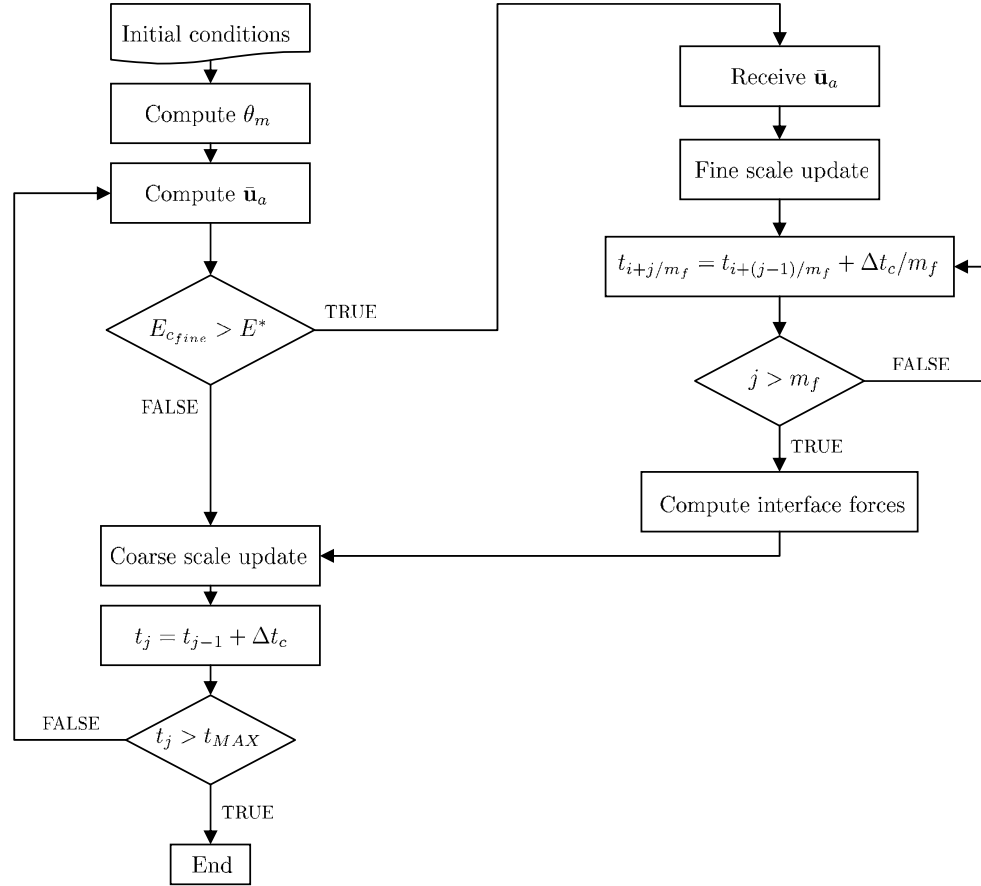 Initial conditions
Compute θ_m
Compute ū_a
E_{c_{fine}} > E*
TRUE
FALSE
Receive ū_a
Fine scale update
t_{i+j/m_f} = t_{i+(j−1)/m_f} + Δt_c/m_f
j > m_f
FALSE
TRUE
Compute interface forces
Coarse scale update
t_j = t_{j−1} + Δt_c
t_j > t_{MAX}
FALSE
TRUE
End